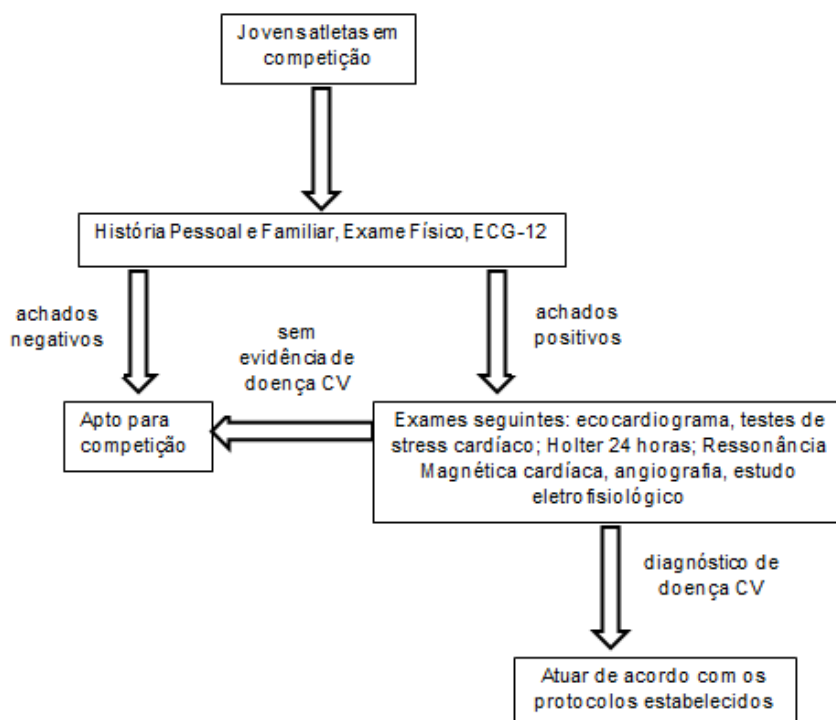 Jovens atletas em
competição
História Pessoal e Familiar, Exame Físico, ECG-12
achados
negativos
sem
evidência de
doença CV
achados
positivos
Apto para
competição
Exames seguintes: ecocardiograma, testes de
stress cardíaco; Holter 24 horas; Ressonância
Magnética cardíaca, angiografia, estudo
eletrofisiológico
diagnóstico de
doença CV
Atuar de acordo com os
protocolos estabelecidos